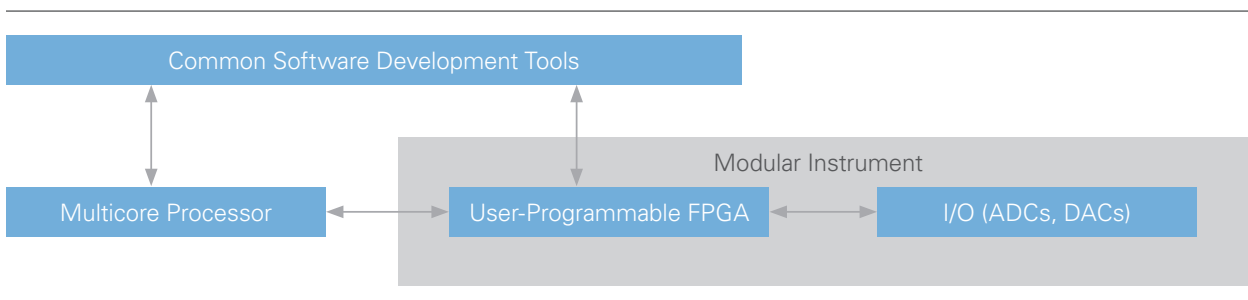 Common Software Development Tools
Modular Instrument
Multicore Processor
User-Programmable FPGA
I/O (ADCs, DACs)